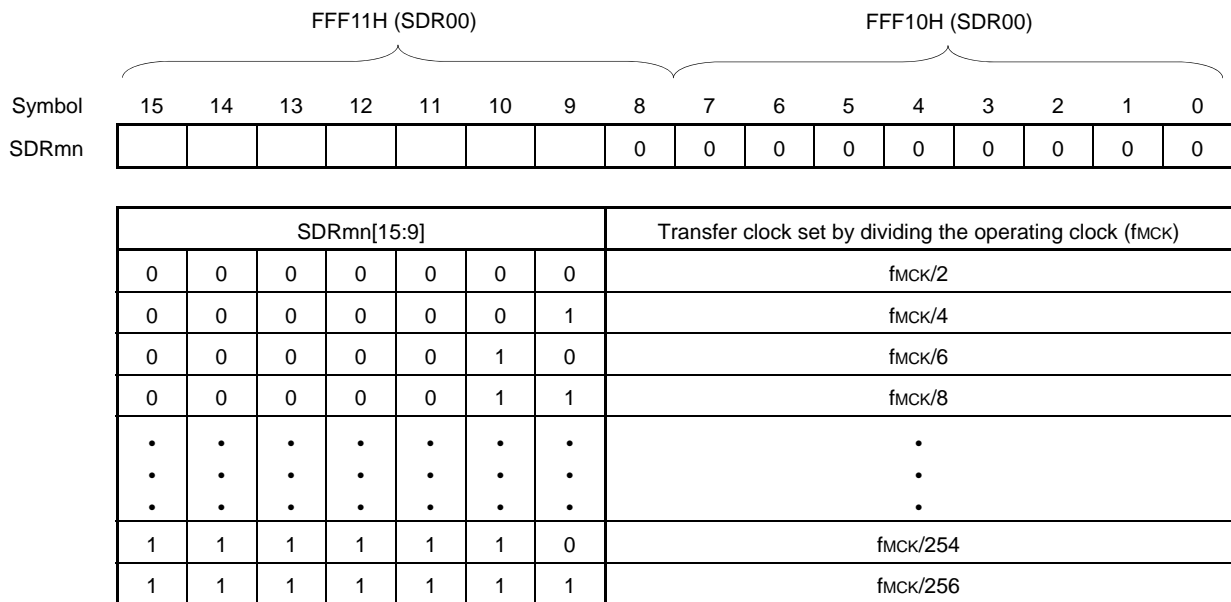 FFF11H (SDR00) FFF10H (SDR00)
Symbol 15 14 13 12 11 10 9 8 7 6 5 4 3 2 1 0
SDRmn 0 0 0 0 0 0 0 0 0
SDRmn[15:9] Transfer clock set by dividing the operating clock (fMCK)
0 0 0 0 0 0 0 fMCK/2
0 0 0 0 0 0 1 fMCK/4
0 0 0 0 0 1 0 fMCK/6
0 0 0 0 0 1 1 fMCK/8
• • • • • • • •
• • • • • • • •
• • • • • • • •
1 1 1 1 1 1 0 fMCK/254
1 1 1 1 1 1 1 fMCK/256